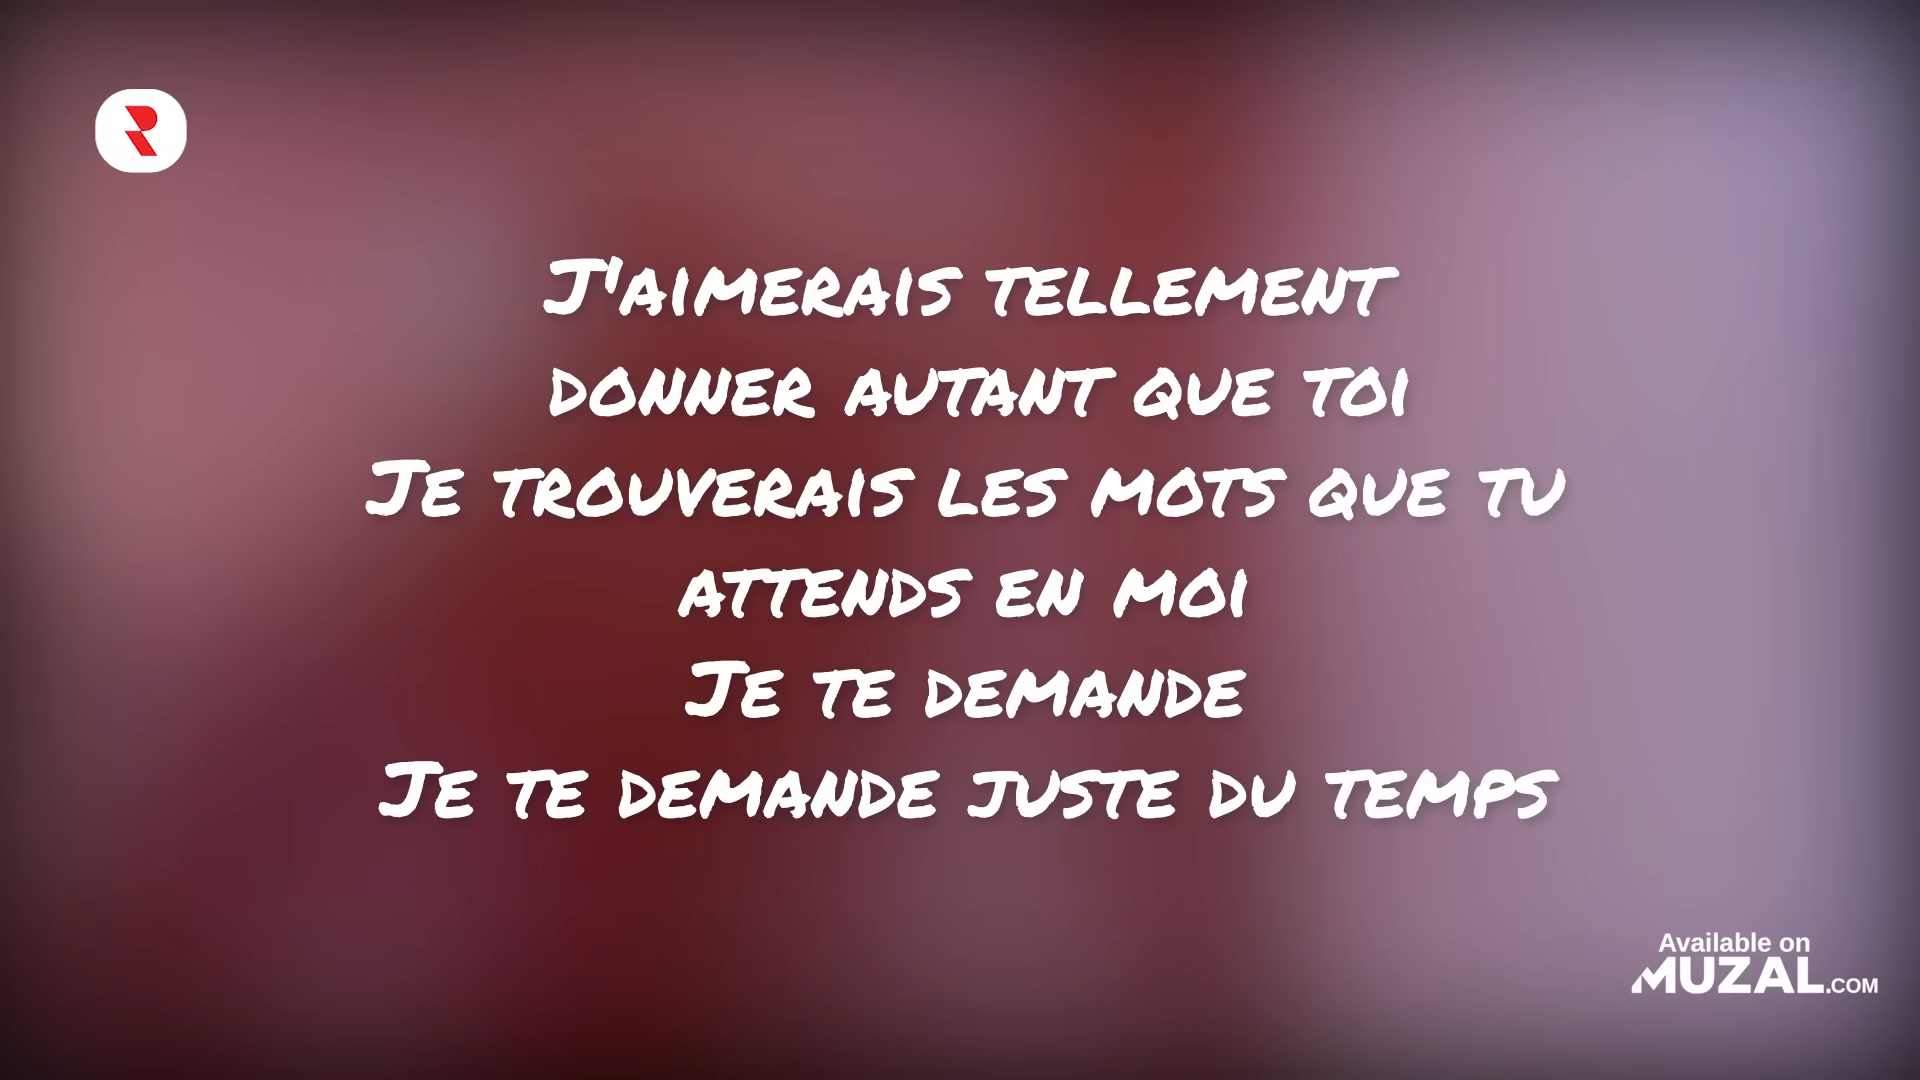 J'aimerais tellement
donner autant que toi
Je trouverais les mots que tu
attends en moi
Je te demande
Je te demande juste du temps
Available on
MUZAL.COM